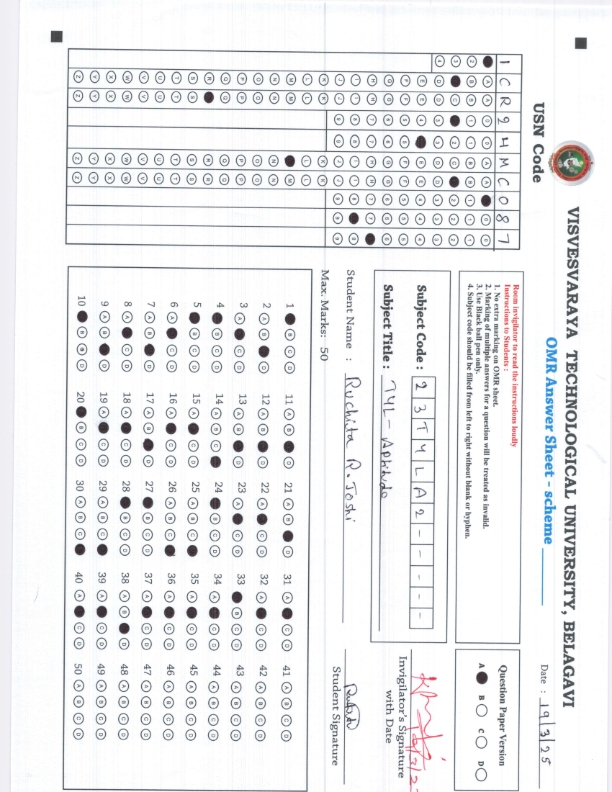 VISVESVARAYA TECHNOLOGICAL UNIVERSITY, BELAGAVI
OMR Answer Sheet - scheme ________
Date : 19/3/25
USN Code
1 C R 2 4 M C 0 8 7
Room invigilator to read the instructions loudly
Instructions to Students :
1. No extra marking on OMR sheet.
2. Marking of multiple answers for a question will be treated as invalid.
3. Use Black ball pen only.
4. Subject code should be filled from left to right without blank or hyphen.
Question Paper Version
A B C D
Subject Code : 2 3 T Y L A 2 - - - - -
Subject Title : TYL - Aptitude
Invigilator's Signature
with Date
Student Name : Ruchita R. Joshi
Student Signature
Max. Marks: 50
1 B C D 11 A B D 21 A B D 31 A C D 41 A B C D
2 A B D 12 A B D 22 A C D 32 A C D 42 A B C D
3 A C D 13 A B D 23 A C D 33 B C D 43 A B C D
4 B C D 14 A B C 24 B C D 34 A C D 44 A B C D
5 B C D 15 A C D 25 A B C 35 A C D 45 A B C D
6 A C D 16 A C D 26 A B C 36 A C D 46 A B C D
7 A B D 17 A B D 27 B C D 37 A C D 47 A B C D
8 A C D 18 A C D 28 B C D 38 A B D 48 A B C D
9 A B D 19 A C D 29 A B C 39 A C D 49 A B C D
10 B C D 20 B C D 30 A B C 40 A C D 50 A B C D